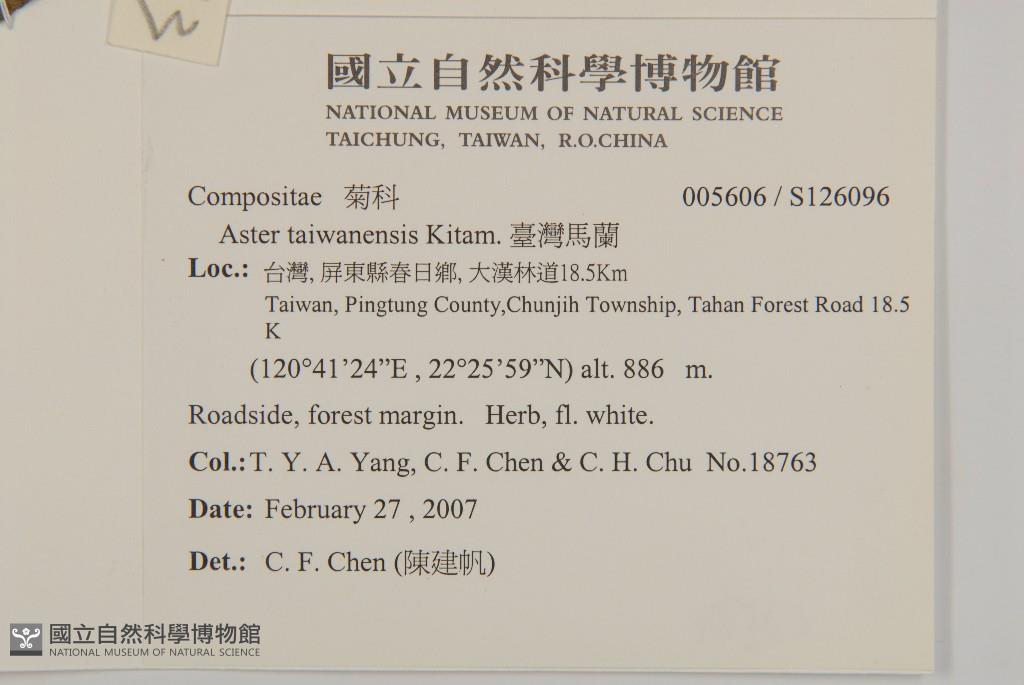 國立自然科學博物館
NATIONAL MUSEUM OF NATURAL SCIENCE
TAICHUNG, TAIWAN, R.O.CHINA
Compositae 菊科 005606 / S126096
Aster taiwanensis Kitam. 臺灣馬蘭
Loc.: 台灣, 屏東縣春日鄉, 大漢林道18.5Km
Taiwan, Pingtung County,Chunjih Township, Tahan Forest Road 18.5
K
(120°41’24”E , 22°25’59”N) alt. 886 m.
Roadside, forest margin. Herb, fl. white.
Col.: T. Y. A. Yang, C. F. Chen & C. H. Chu No.18763
Date: February 27 , 2007
Det.: C. F. Chen (陳建帆)
國立自然科學博物館
NATIONAL MUSEUM OF NATURAL SCIENCE